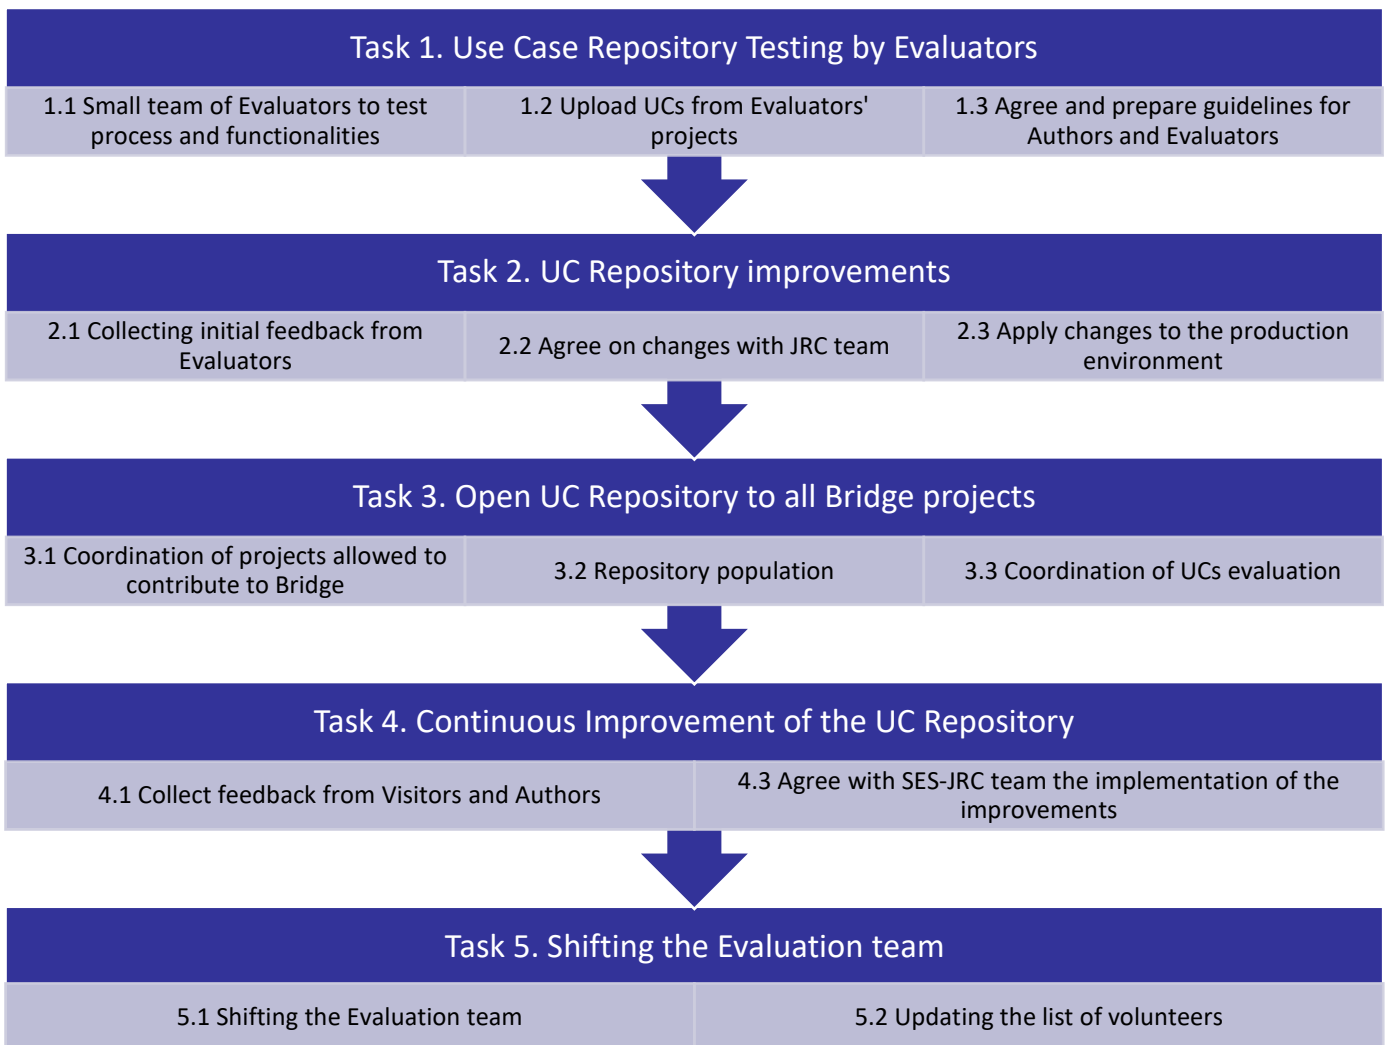 Task 1. Use Case Repository Testing by Evaluators
1.1 Small team of Evaluators to test
process and functionalities
1.2 Upload UCs from Evaluators'
projects
1.3 Agree and prepare guidelines for
Authors and Evaluators
Task 2. UC Repository improvements
2.1 Collecting initial feedback from
Evaluators
2.2 Agree on changes with JRC team
2.3 Apply changes to the production
environment
Task 3. Open UC Repository to all Bridge projects
3.1 Coordination of projects allowed to
contribute to Bridge
3.2 Repository population
3.3 Coordination of UCs evaluation
Task 4. Continuous Improvement of the UC Repository
4.1 Collect feedback from Visitors and Authors
4.3 Agree with SES-JRC team the implementation of the
improvements
Task 5. Shifting the Evaluation team
5.1 Shifting the Evaluation team
5.2 Updating the list of volunteers